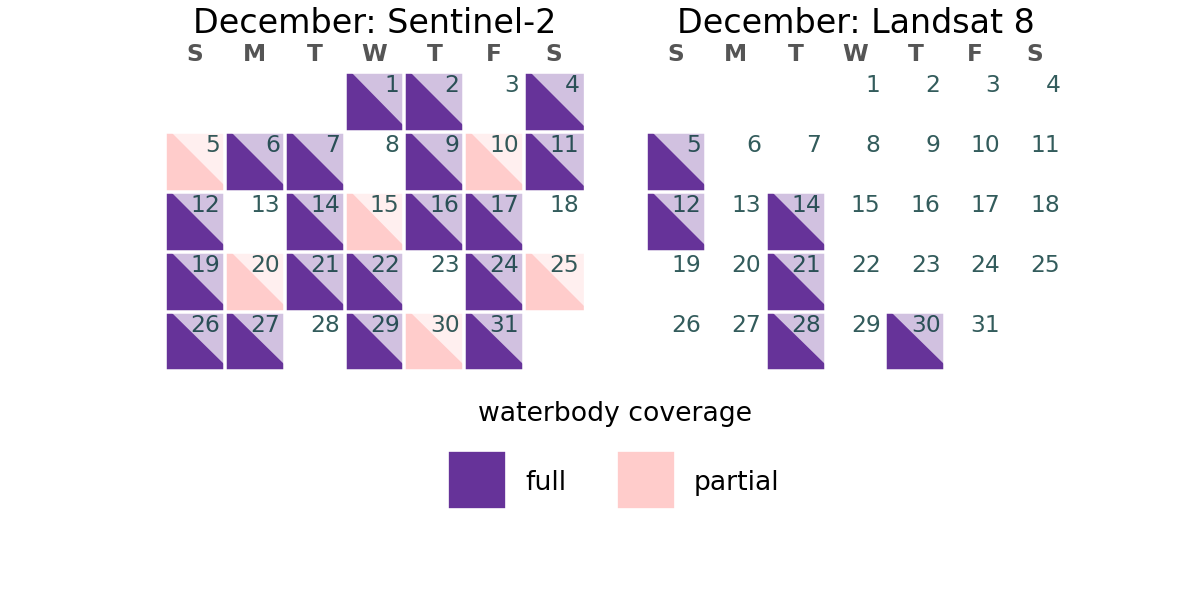 December: Sentinel-2
S M T W T F S
1 2 3 4
5 6 7 8 9 10 11
12 13 14 15 16 17 18
19 20 21 22 23 24 25
26 27 28 29 30 31
December: Landsat 8
S M T W T F S
1 2 3 4
5 6 7 8 9 10 11
12 13 14 15 16 17 18
19 20 21 22 23 24 25
26 27 28 29 30 31
waterbody coverage
full partial